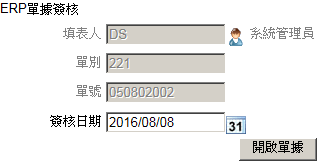 ERP單據簽核
填表人 DS 系統管理員
單別 221
單號 050802002
簽核日期 2016/08/08 31
開啟單據